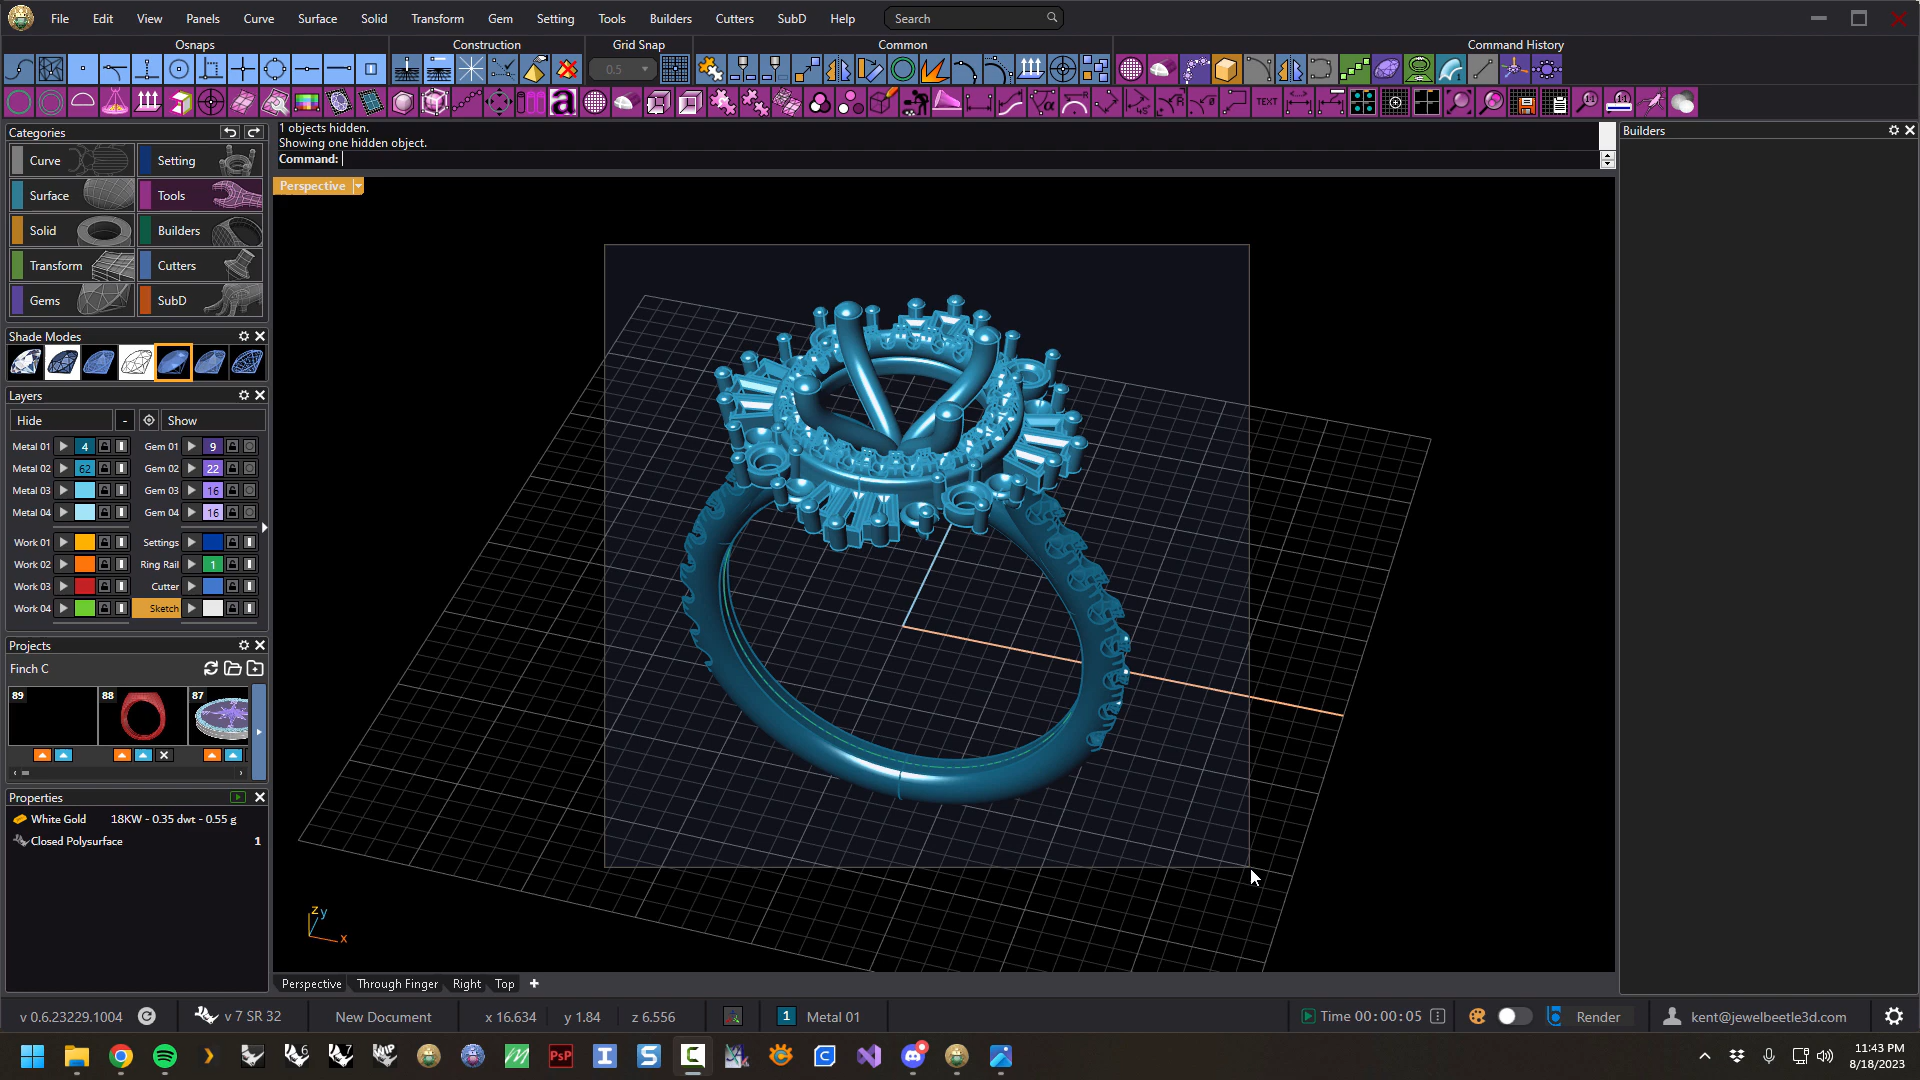 File Edit View Panels Curve Surface Solid Transform Gem Setting Tools Builders Cutters SubD Help Search
Osnaps Construction Grid Snap Common Command History
0.5
a
TEXT
Categories
Curve Setting
Surface Tools
Solid Builders
Transform Cutters
Gems SubD
1 objects hidden.
Showing one hidden object.
Command:
Builders
Perspective
Shade Modes
Layers
Hide - Show
Metal 01 4 Gem 01 9
Metal 02 62 Gem 02 22
Metal 03 Gem 03 16
Metal 04 Gem 04 16
Work 01 Settings
Work 02 Ring Rail 1
Work 03 Cutter
Work 04 Sketch
Projects
Finch C
89 88 87
Properties
White Gold 18KW - 0.35 dwt - 0.55 g
Closed Polysurface 1
z y x
Perspective Through Finger Right Top +
v 0.6.23229.1004 v 7 SR 32 New Document x 16.634 y 1.84 z 6.556 1 Metal 01 Time 00:00:05 Render kent@jewelbeetle3d.com
PsP
11:43 PM
8/18/2023